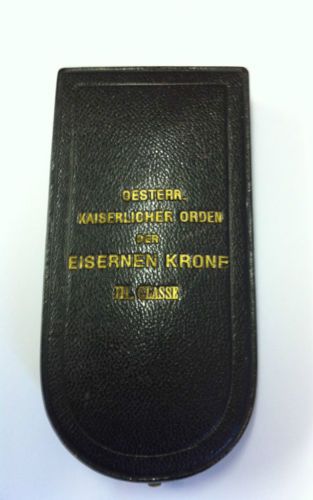 OESTERR.
KAISERLICHER ORDEN
DER
EISERNEN KRONE
III. CLASSE